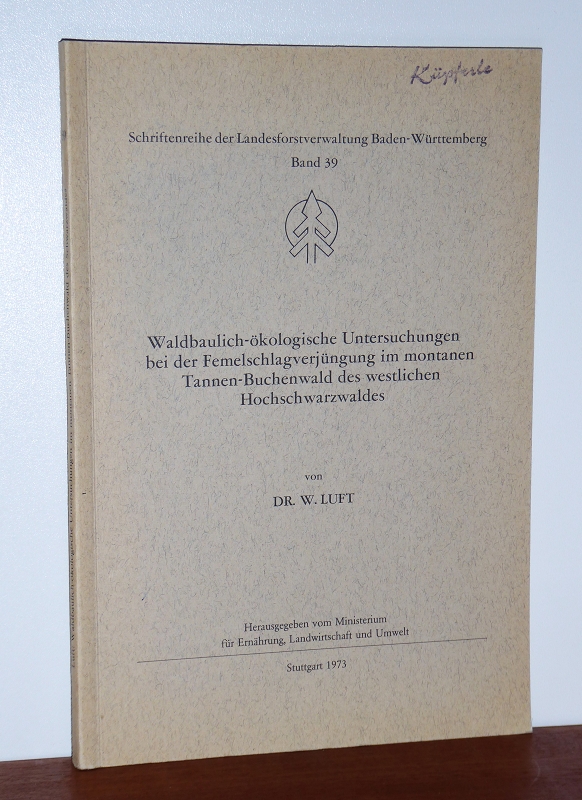 Küpferle
Schriftenreihe der Landesforstverwaltung Baden-Württemberg
Band 39
Waldbaulich-ökologische Untersuchungen
bei der Femelschlagverjüngung im montanen
Tannen-Buchenwald des westlichen
Hochschwarzwaldes
von
DR. W. LUFT
Herausgegeben vom Ministerium
für Ernährung, Landwirtschaft und Umwelt
Stuttgart 1973